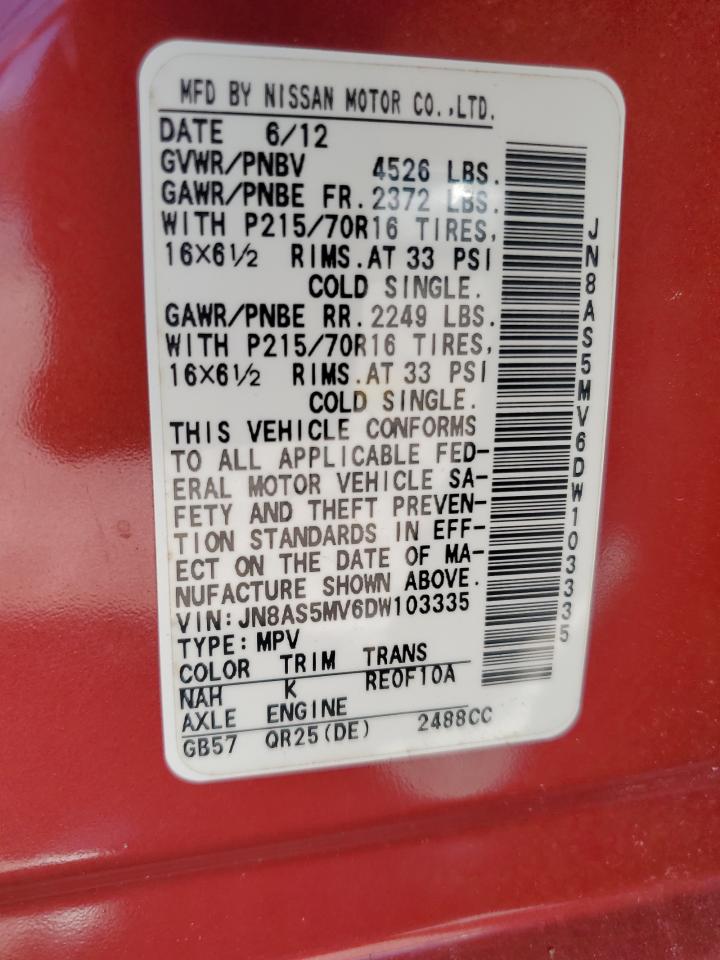 MFD BY NISSAN MOTOR CO.,LTD.
DATE 6/12
GVWR/PNBV 4526 LBS.
GAWR/PNBE FR.2372 LBS.
WITH P215/70R16 TIRES,
16X6½ RIMS.AT 33 PSI
COLD SINGLE.
GAWR/PNBE RR.2249 LBS.
WITH P215/70R16 TIRES,
16X6½ RIMS.AT 33 PSI
COLD SINGLE.
THIS VEHICLE CONFORMS
TO ALL APPLICABLE FED-
ERAL MOTOR VEHICLE SA-
FETY AND THEFT PREVEN-
TION STANDARDS IN EFF-
ECT ON THE DATE OF MA-
NUFACTURE SHOWN ABOVE.
VIN:JN8AS5MV6DW103335
TYPE:MPV
COLOR TRIM TRANS
NAH K RE0F10A
AXLE ENGINE
GB57 QR25(DE) 2488CC
JN8AS5MV6DW103335